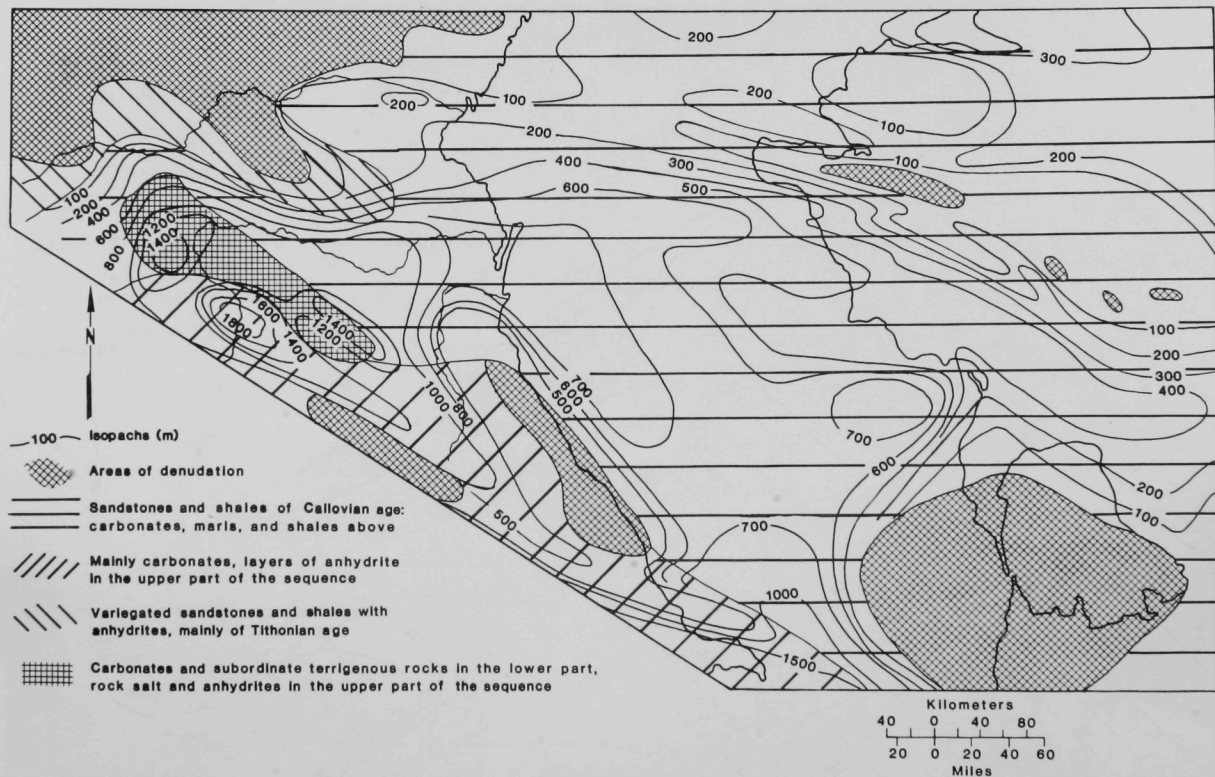 200
300
200
100
200
100
200
100
200
400
300
100
200
600
500
100
200
400
600
800
1200
1400
N
1600
1800
1400
1400
1200
700
600
500
1000
800
100
200
300
400
700
600
500
700
200
100
1000
1500
100 Isopachs (m)
Areas of denudation
Sandstones and shales of Callovian age:
carbonates, marls, and shales above
Mainly carbonates, layers of anhydrite
in the upper part of the sequence
Variegated sandstones and shales with
anhydrites, mainly of Tithonian age
Carbonates and subordinate terrigenous rocks in the lower part,
rock salt and anhydrites in the upper part of the sequence
Kilometers
40 0 40 80
20 0 20 40 60
Miles